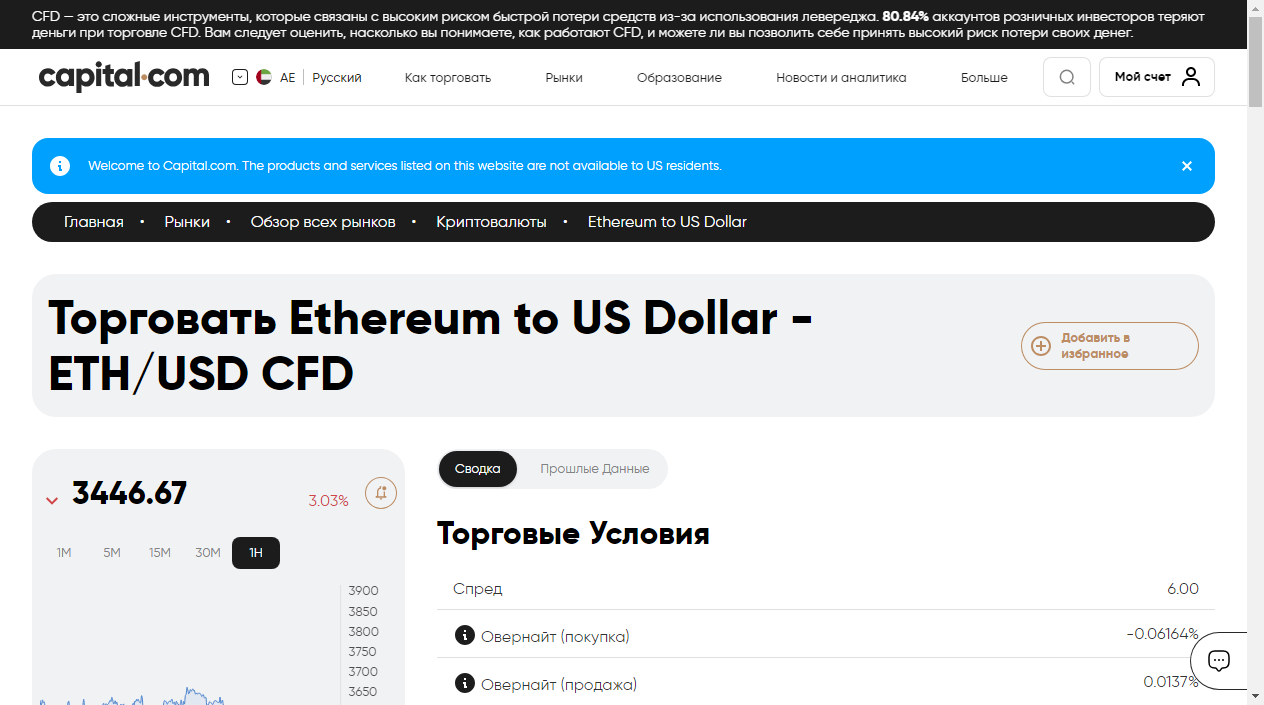 CFD — это сложные инструменты, которые связаны с высоким риском быстрой потери средств из-за использования левереджа. 80.84% аккаунтов розничных инвесторов теряют
деньги при торговле CFD. Вам следует оценить, насколько вы понимаете, как работают CFD, и можете ли вы позволить себе принять высокий риск потери своих денег.
capital.com AE Русский Как торговать Рынки Образование Новости и аналитика Больше Мой счет
Welcome to Capital.com. The products and services listed on this website are not available to US residents.
Главная • Рынки • Обзор всех рынков • Криптовалюты • Ethereum to US Dollar
Торговать Ethereum to US Dollar -
ETH/USD CFD
Добавить в
избранное
3446.67 3.03%
1M 5M 15M 30M 1H
3900
3850
3800
3750
3700
3650
Сводка Прошлые Данные
Торговые Условия
Спред 6.00
Овернайт (покупка) -0.06164%
Овернайт (продажа) 0.0137%